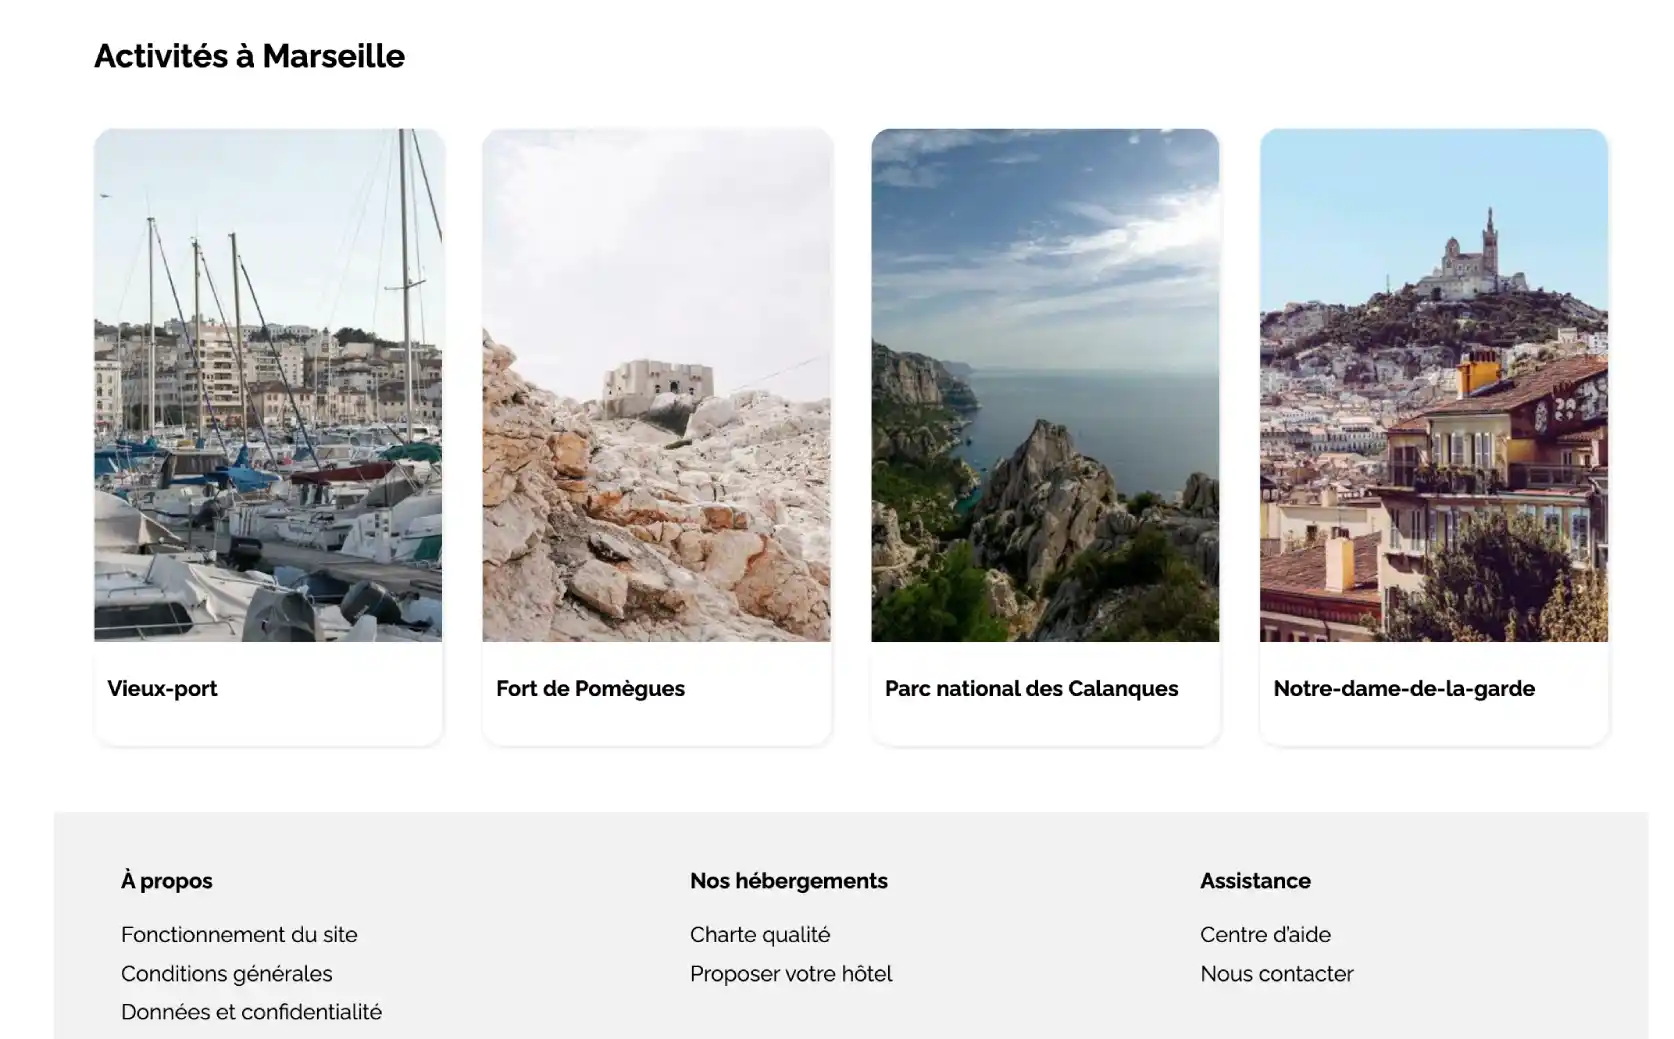 Activités à Marseille
Vieux-port
Fort de Pomègues
Parc national des Calanques
Notre-dame-de-la-garde
À propos
Fonctionnement du site
Conditions générales
Données et confidentialité
Nos hébergements
Charte qualité
Proposer votre hôtel
Assistance
Centre d’aide
Nous contacter